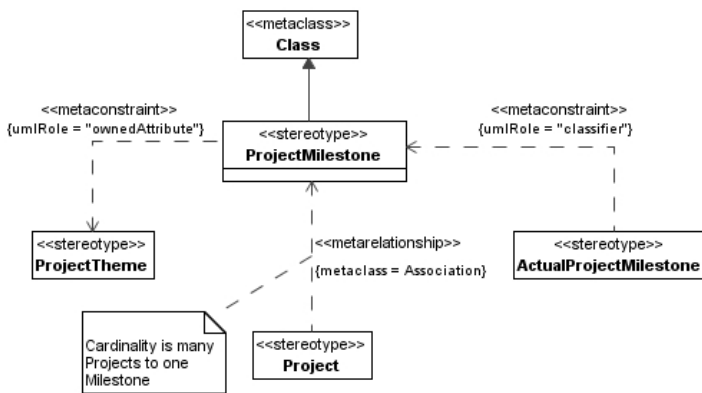 <<metaclass>>
Class
<<metaconstraint>>
{umlRole = "ownedAttribute"}
<<metaconstraint>>
{umlRole = "classifier"}
<<stereotype>>
ProjectMilestone
<<stereotype>>
ProjectTheme
<<metarelationship>>
{metaclass = Association}
<<stereotype>>
ActualProjectMilestone
Cardinality is many
Projects to one
Milestone
<<stereotype>>
Project